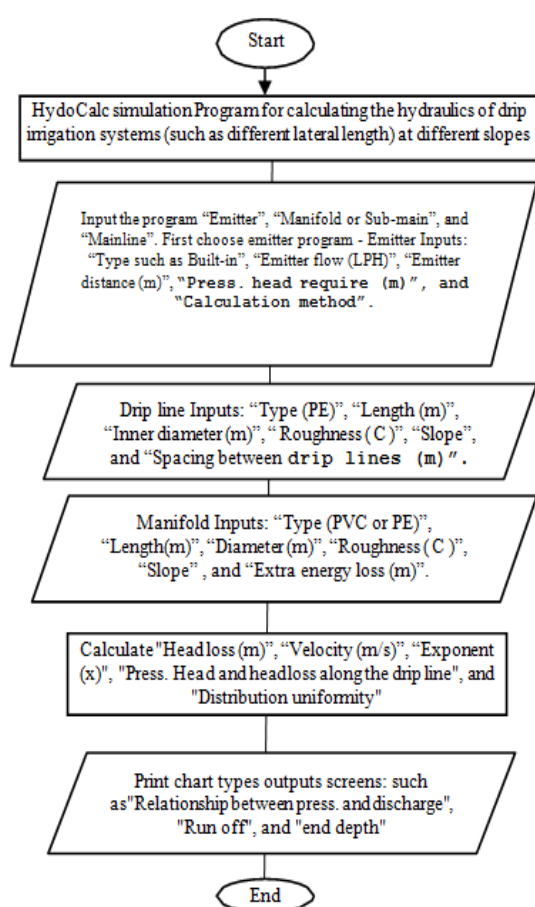 Start
HydoCalc simulation Program for calculating the hydraulics of drip
irrigation systems (such as different lateral length) at different slopes
Input the program “Emitter”, “Manifold or Sub-main”, and
“Mainline”. First choose emitter program - Emitter Inputs:
“Type such as Built-in”, “Emitter flow (LPH)”, “Emitter
distance (m)”, “Press. head require (m)”, and
“Calculation method”.
Drip line Inputs: “Type (PE)”, “Length (m)”,
“Inner diameter (m)”, “ Roughness ( C )”, “Slope”,
and “Spacing between drip lines (m)”.
Manifold Inputs: “Type (PVC or PE)”,
“Length(m)”, “Diameter (m)”, “Roughness ( C )”,
“Slope” , and “Extra energy loss (m)”.
Calculate "Head loss (m)”, “Velocity (m/s)”, “Exponent
(x)", "Press. Head and headloss along the drip line", and
"Distribution uniformity"
Print chart types outputs screens: such
as"Relationship between press. and discharge",
"Run off", and "end depth"
End